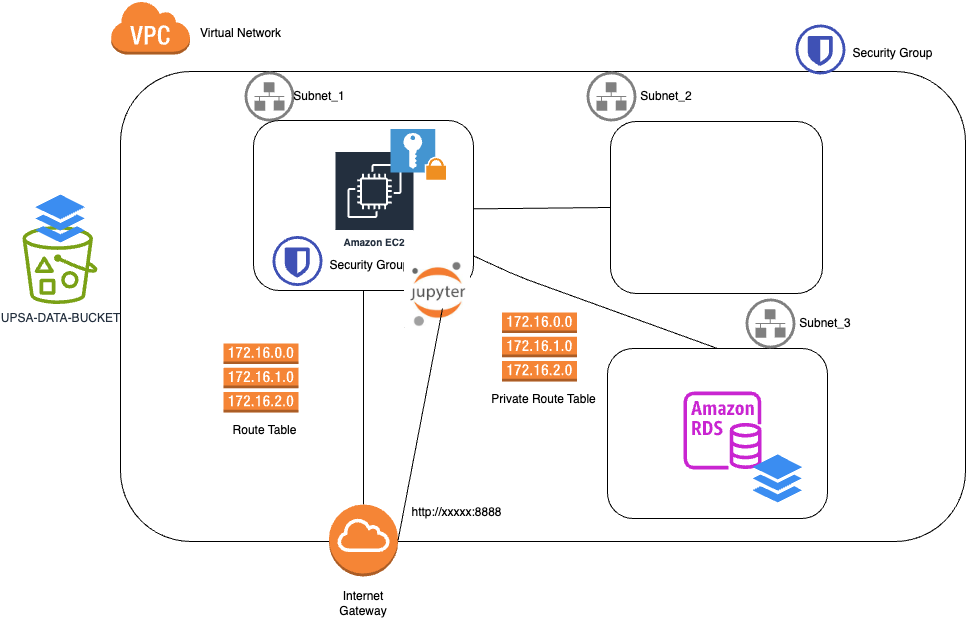 VPC
Virtual Network
Security Group
Subnet_1
Subnet_2
Amazon EC2
Security Group
jupyter
UPSA-DATA-BUCKET
172.16.0.0
172.16.1.0
172.16.2.0
Route Table
172.16.0.0
172.16.1.0
172.16.2.0
Private Route Table
Subnet_3
Amazon
RDS
http://xxxxx:8888
Internet
Gateway